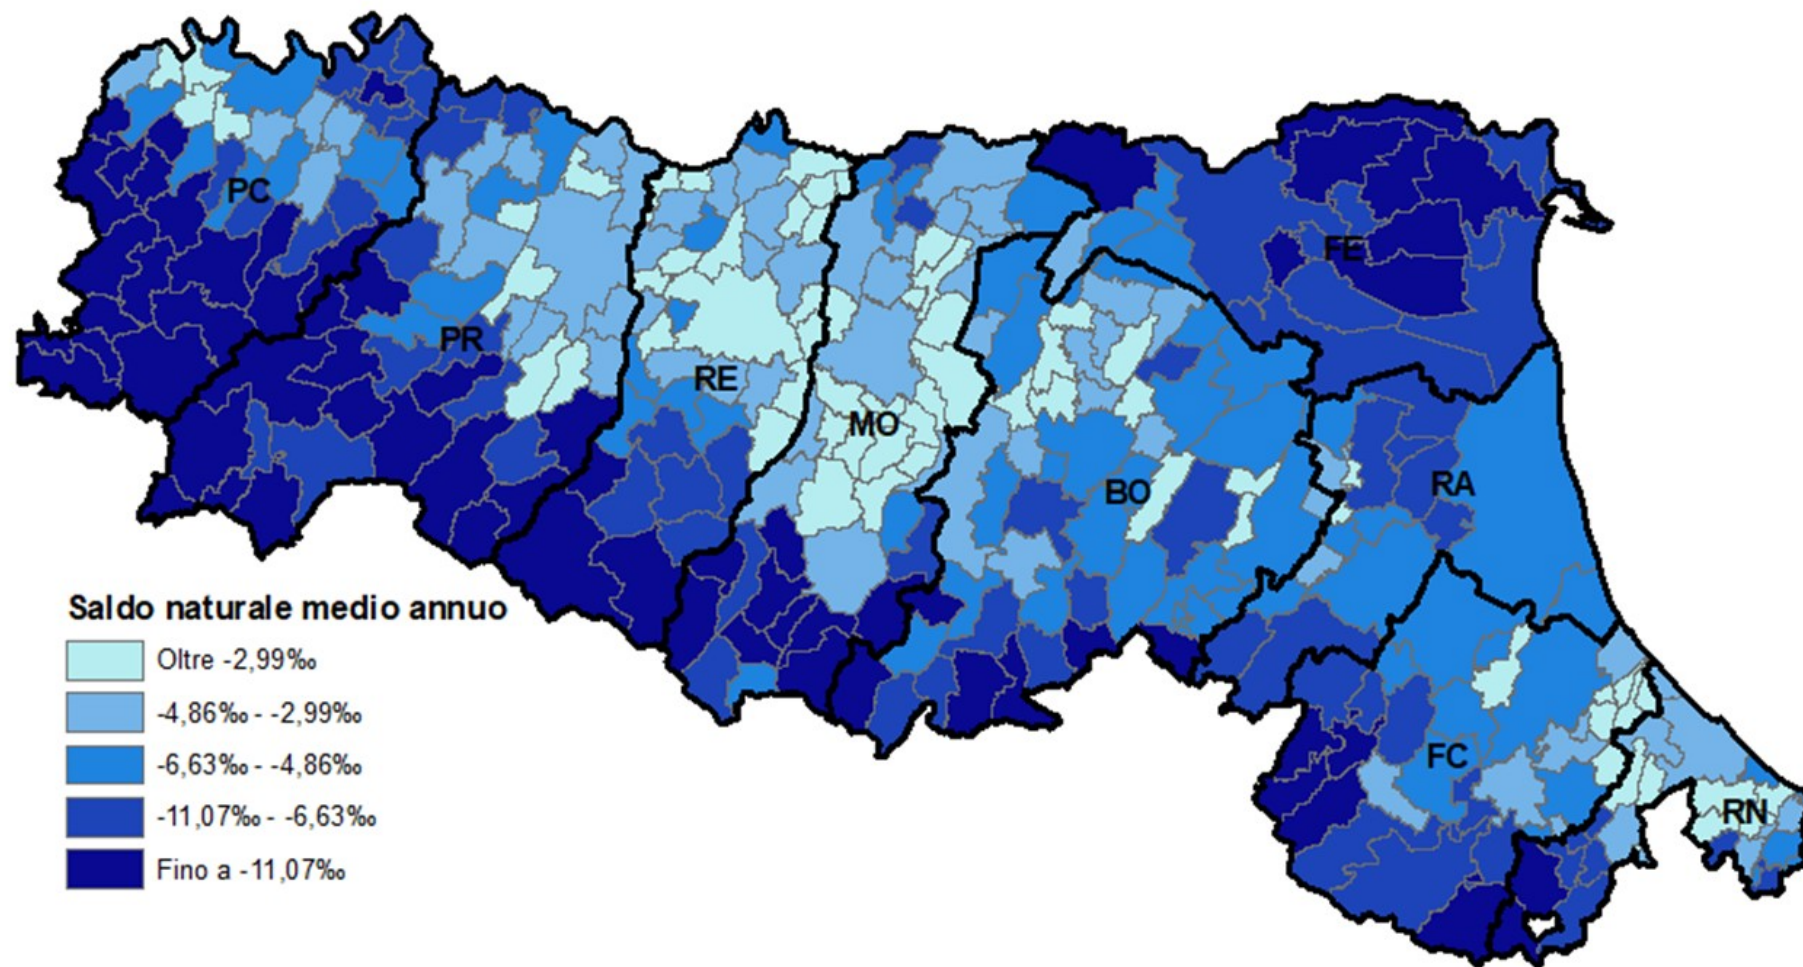 PC
FE
PR
RE
MO
BO
RA
FC
RN
Saldo naturale medio annuo
Oltre -2,99‰
-4,86‰ - -2,99‰
-6,63‰ - -4,86‰
-11,07‰ - -6,63‰
Fino a -11,07‰